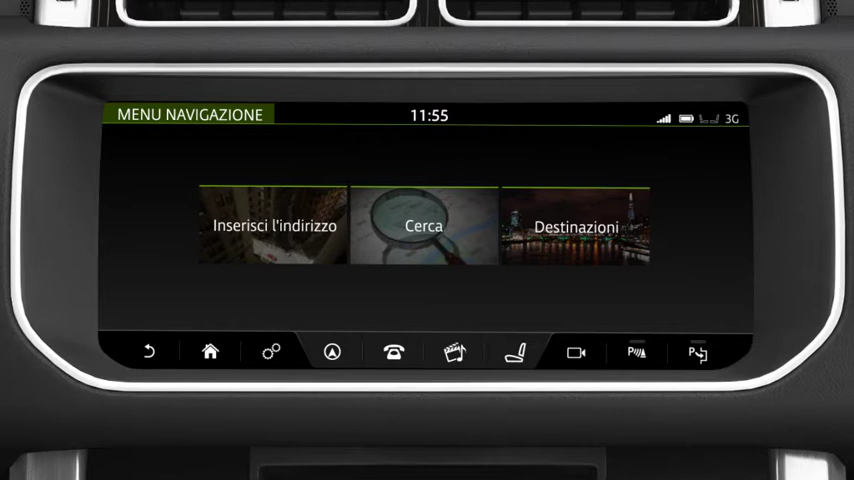 MENU NAVIGAZIONE
11:55
3G
Inserisci l'indirizzo
Cerca
Destinazioni
P
P